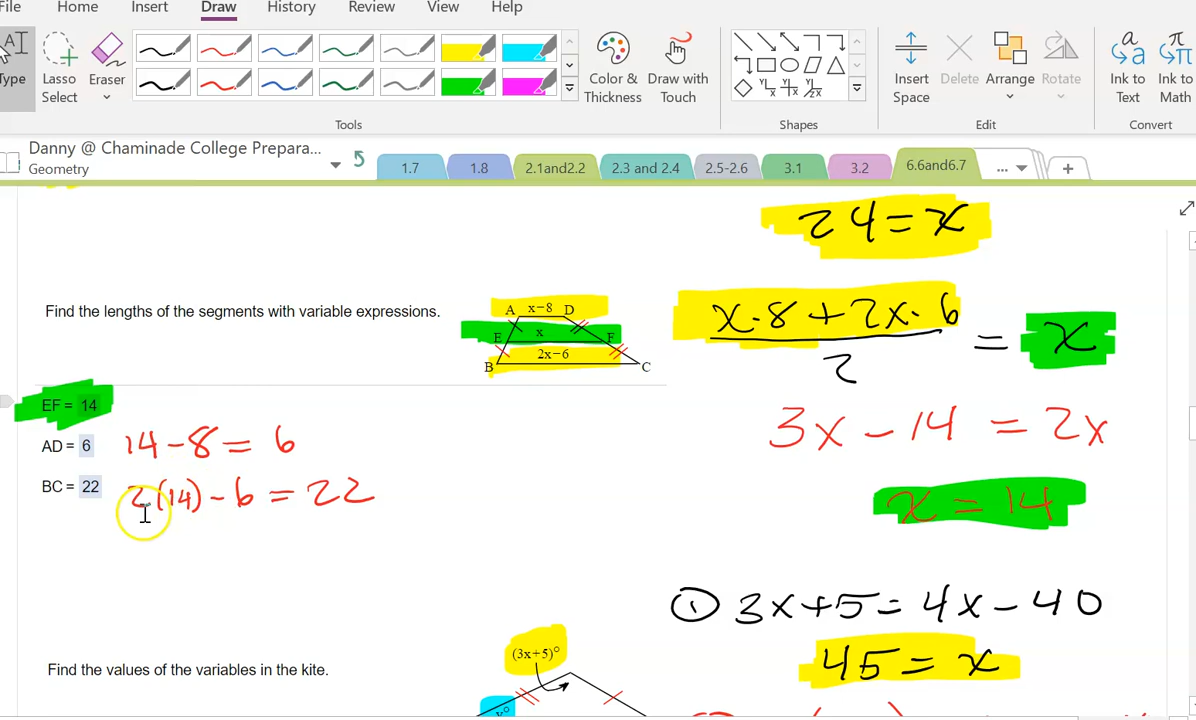 File Home Insert Draw History Review View Help
A
Type
Lasso Select
Eraser
Color & Thickness
Draw with Touch
Insert Space
Delete
Arrange
Rotate
Ink to Text
Ink to Math
Tools
Shapes
Edit
Convert
Danny @ Chaminade College Prepara...
Geometry
1.7 1.8 2.1and2.2 2.3 and 2.4 2.5-2.6 3.1 3.2 6.6and6.7 ... +
24 = x
Find the lengths of the segments with variable expressions.
A x−8 D
E x F
2x−6
B C
x - 8 + 2x - 6
2
= x
EF = 14
3x − 14 = 2x
AD = 6 14 − 8 = 6
BC = 22 2(14) − 6 = 22
x = 14
① 3x + 5 = 4x − 40
45 = x
Find the values of the variables in the kite.
(3x+5)°
y°